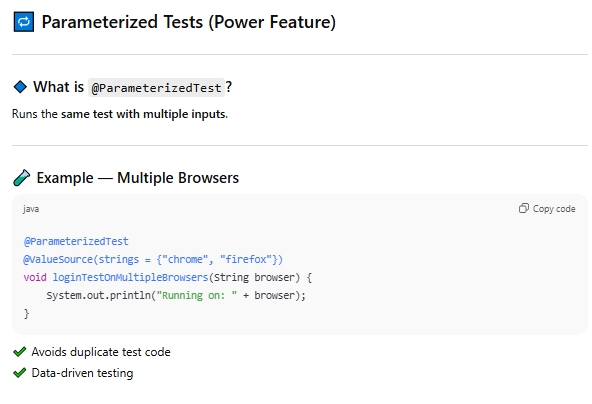 Parameterized Tests (Power Feature)
What is @ParameterizedTest?
Runs the same test with multiple inputs.
Example — Multiple Browsers
java
Copy code
@ParameterizedTest
@ValueSource(strings = {"chrome", "firefox"})
void loginTestOnMultipleBrowsers(String browser) {
    System.out.println("Running on: " + browser);
}
Avoids duplicate test code
Data-driven testing